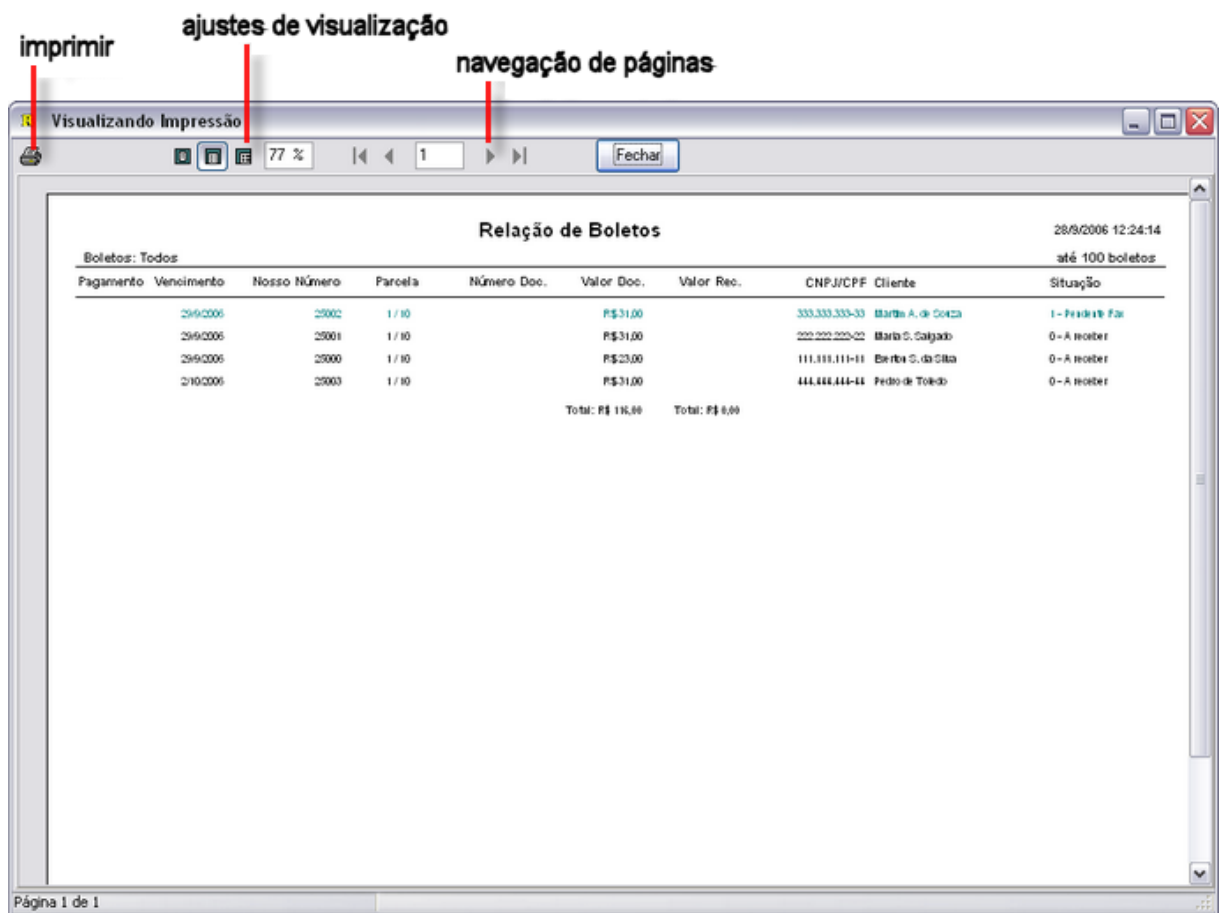 imprimir
ajustes de visualização
navegação de páginas
Visualizando Impressão
77 %
1
Fechar
Relação de Boletos
28/9/2006 12:24:14
Boletos: Todos
até 100 boletos
Pagamento Vencimento Nosso Número Parcela Número Doc. Valor Doc. Valor Rec. CNPJ/CPF Cliente Situação
29/9/2006 25002 1 / 10 R$ 31,00 333.333.333-33 Martin A. de Souza 1 - Pendente Fax
29/9/2006 25001 1 / 10 R$ 31,00 222.222.222-22 Maria S. Salgado 0 - A receber
29/9/2006 25000 1 / 10 R$ 23,00 111.111.111-11 S. da Silva 0 - A receber
2/10/2006 25003 1 / 10 R$ 31,00 444.444.444-44 Pedro de Toledo 0 - A receber
Total: R$ 116,00 Total: R$ 0,00
Página 1 de 1